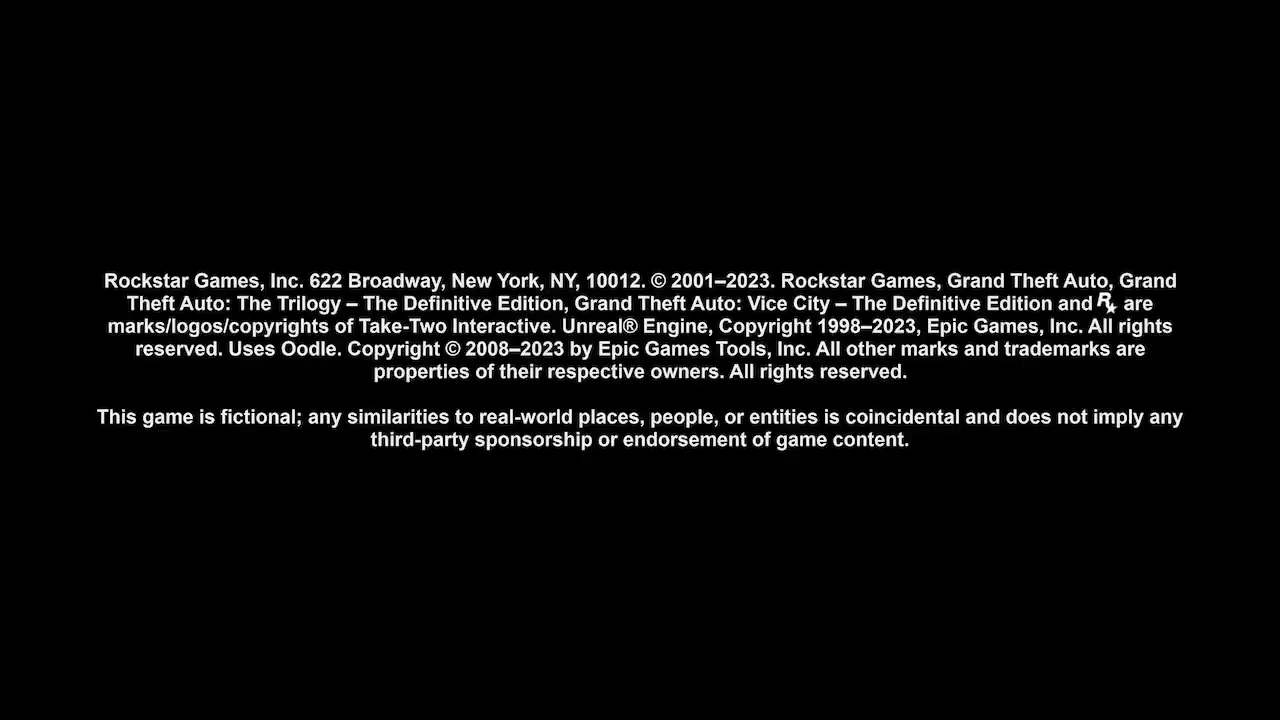 Rockstar Games, Inc. 622 Broadway, New York, NY, 10012. © 2001–2023. Rockstar Games, Grand Theft Auto, Grand
Theft Auto: The Trilogy – The Definitive Edition, Grand Theft Auto: Vice City – The Definitive Edition and R★ are
marks/logos/copyrights of Take-Two Interactive. Unreal® Engine, Copyright 1998–2023, Epic Games, Inc. All rights
reserved. Uses Oodle. Copyright © 2008–2023 by Epic Games Tools, Inc. All other marks and trademarks are
properties of their respective owners. All rights reserved.
This game is fictional; any similarities to real-world places, people, or entities is coincidental and does not imply any
third-party sponsorship or endorsement of game content.